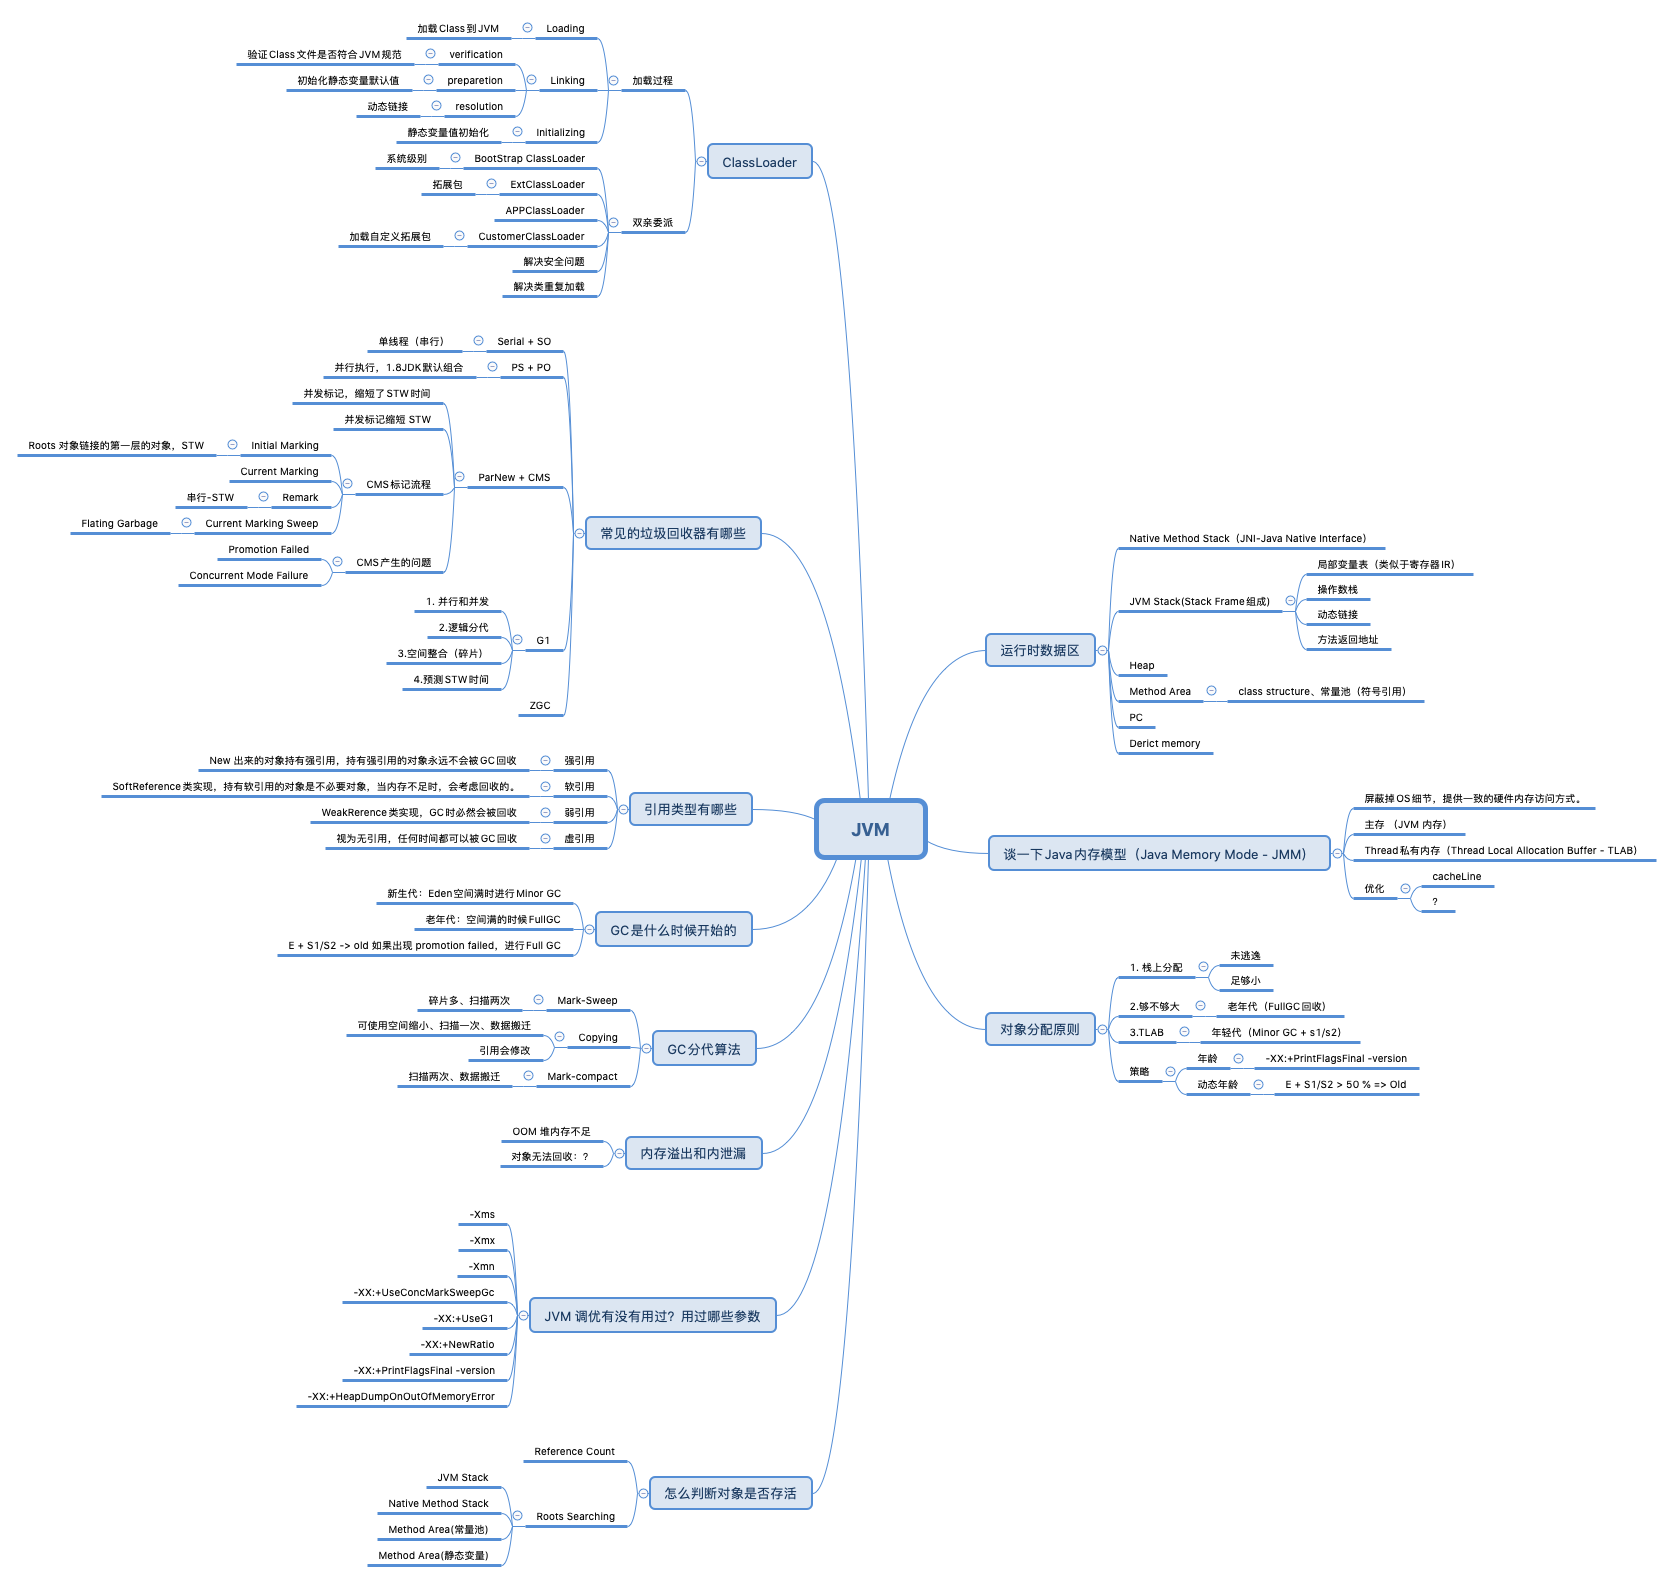 JVM
ClassLoader
加载过程
Loading
加载Class到JVM
Linking
verification
验证Class文件是否符合JVM规范
preparetion
初始化静态变量默认值
resolution
动态链接
Initializing
静态变量值初始化
双亲委派
BootStrap ClassLoader
系统级别
ExtClassLoader
拓展包
APPClassLoader
CustomerClassLoader
加载自定义拓展包
解决安全问题
解决类重复加载
常见的垃圾回收器有哪些
Serial + SO
单线程（串行）
PS + PO
并行执行，1.8JDK默认组合
ParNew + CMS
并发标记，缩短了STW时间
并发标记缩短 STW
CMS标记流程
Initial Marking
Roots 对象链接的第一层的对象，STW
Current Marking
Remark
串行-STW
Current Marking Sweep
Flating Garbage
CMS产生的问题
Promotion Failed
Concurrent Mode Failure
G1
1. 并行和并发
2.逻辑分代
3.空间整合（碎片）
4.预测STW时间
ZGC
引用类型有哪些
强引用
New 出来的对象持有强引用，持有强引用的对象永远不会被GC回收
软引用
SoftReference类实现，持有软引用的对象是不必要对象，当内存不足时，会考虑回收的。
弱引用
WeakRerence类实现，GC时必然会被回收
虚引用
视为无引用，任何时间都可以被GC回收
GC是什么时候开始的
新生代：Eden空间满时进行Minor GC
老年代：空间满的时候FullGC
E + S1/S2 -> old 如果出现 promotion failed，进行Full GC
GC分代算法
Mark-Sweep
碎片多、扫描两次
Copying
可使用空间缩小、扫描一次、数据搬迁
引用会修改
Mark-compact
扫描两次、数据搬迁
内存溢出和内泄漏
OOM 堆内存不足
对象无法回收：?
JVM 调优有没有用过？用过哪些参数
-Xms
-Xmx
-Xmn
-XX:+UseConcMarkSweepGc
-XX:+UseG1
-XX:+NewRatio
-XX:+PrintFlagsFinal -version
-XX:+HeapDumpOnOutOfMemoryError
怎么判断对象是否存活
Reference Count
Roots Searching
JVM Stack
Native Method Stack
Method Area(常量池)
Method Area(静态变量)
运行时数据区
Native Method Stack（JNI-Java Native Interface）
JVM Stack(Stack Frame组成)
局部变量表（类似于寄存器IR）
操作数栈
动态链接
方法返回地址
Heap
Method Area
class structure、常量池（符号引用）
PC
Derict memory
谈一下Java内存模型（Java Memory Mode - JMM）
屏蔽掉OS细节，提供一致的硬件内存访问方式。
主存 （JVM 内存）
Thread私有内存（Thread Local Allocation Buffer - TLAB）
优化
cacheLine
?
对象分配原则
1. 栈上分配
未逃逸
足够小
2.够不够大
老年代（FullGC回收）
3.TLAB
年轻代（Minor GC + s1/s2）
策略
年龄
-XX:+PrintFlagsFinal -version
动态年龄
E + S1/S2 > 50 % => Old